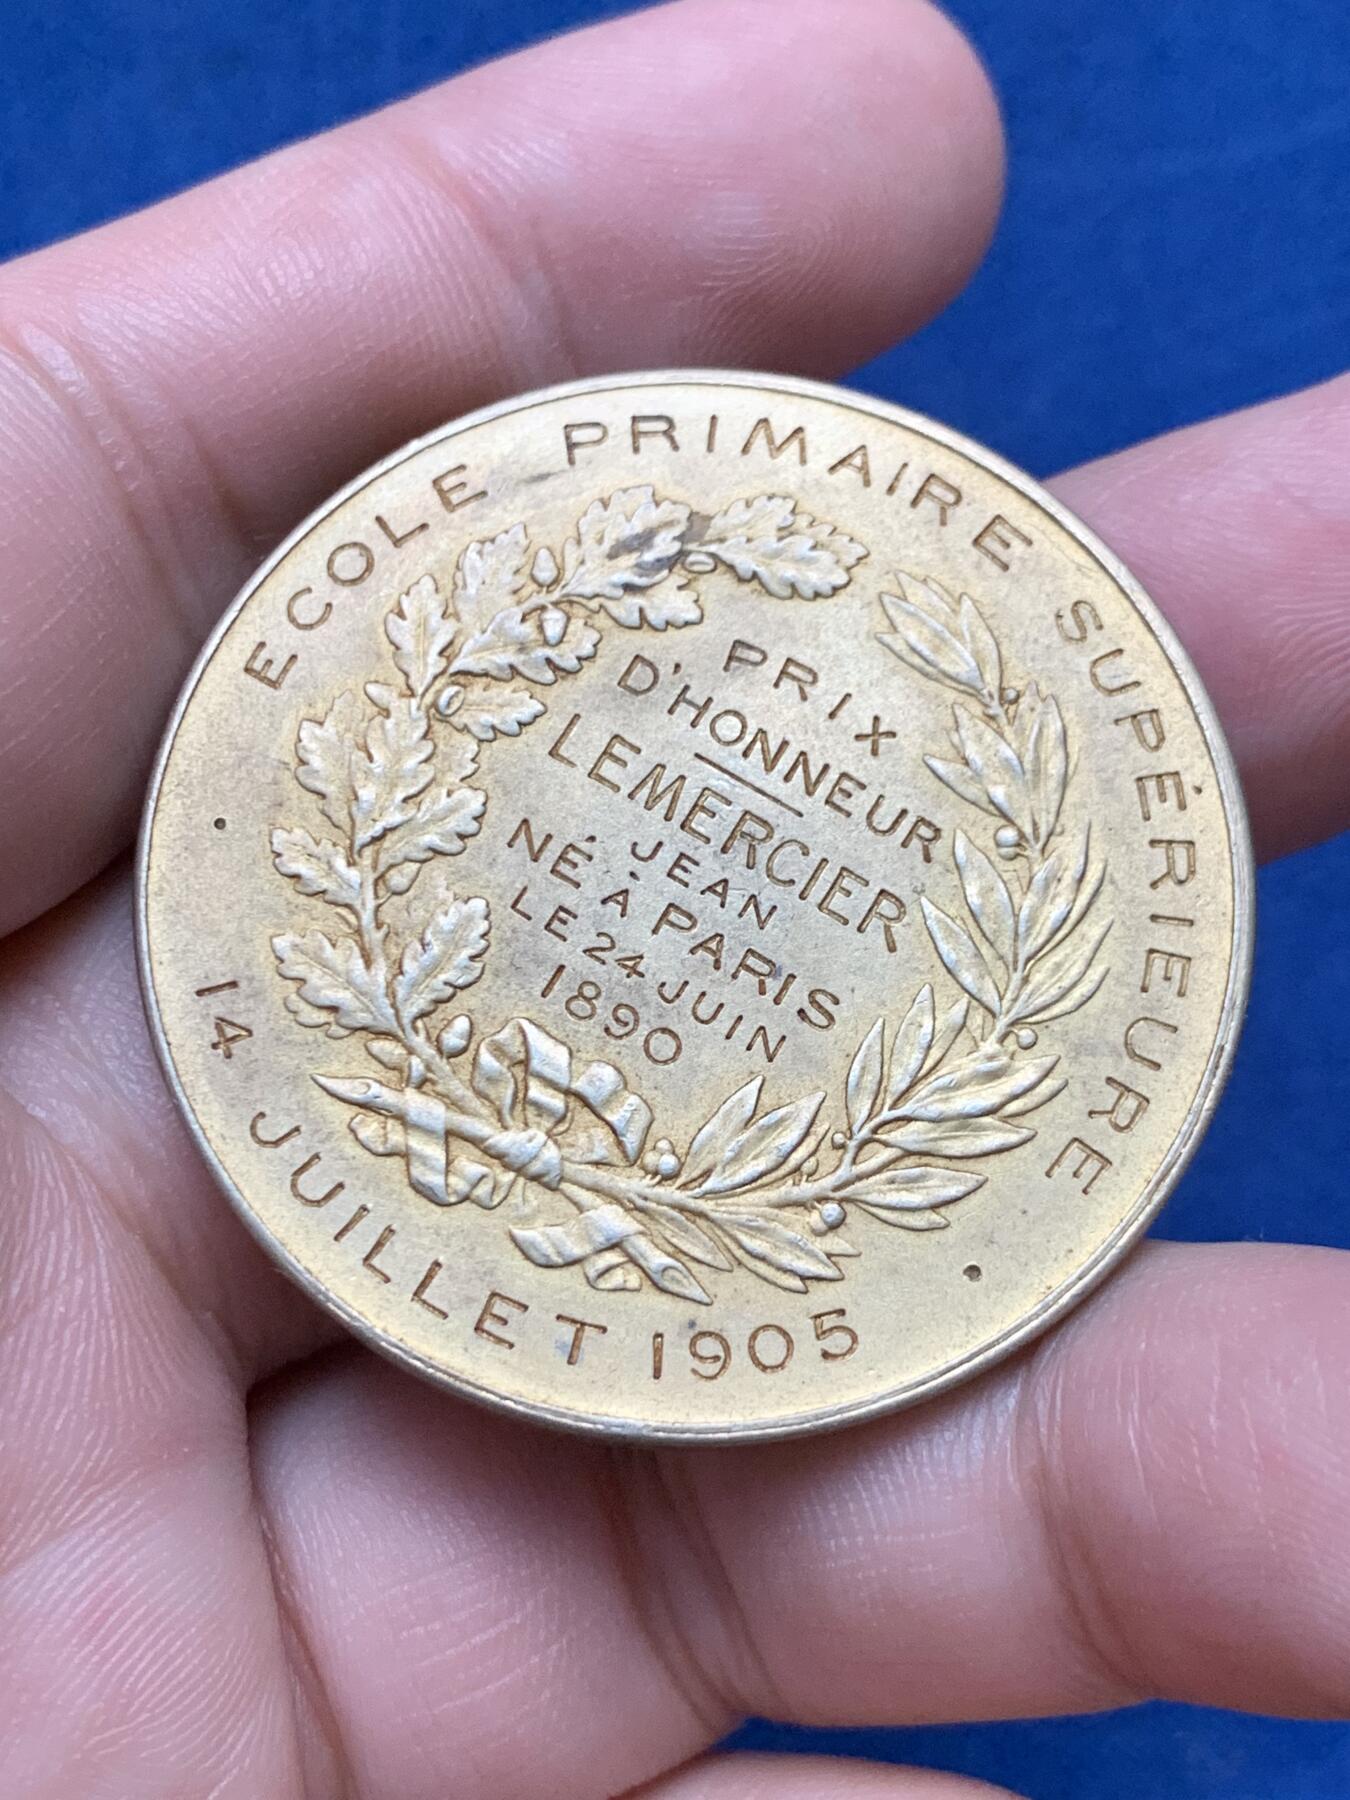 ECOLE PRIMAIRE SUPÉRIEURE
PRIX
D'HONNEUR
LEMERCIER
JEAN
NÉ À PARIS
LE 24 JUIN
1890
14 JUILLET 1905